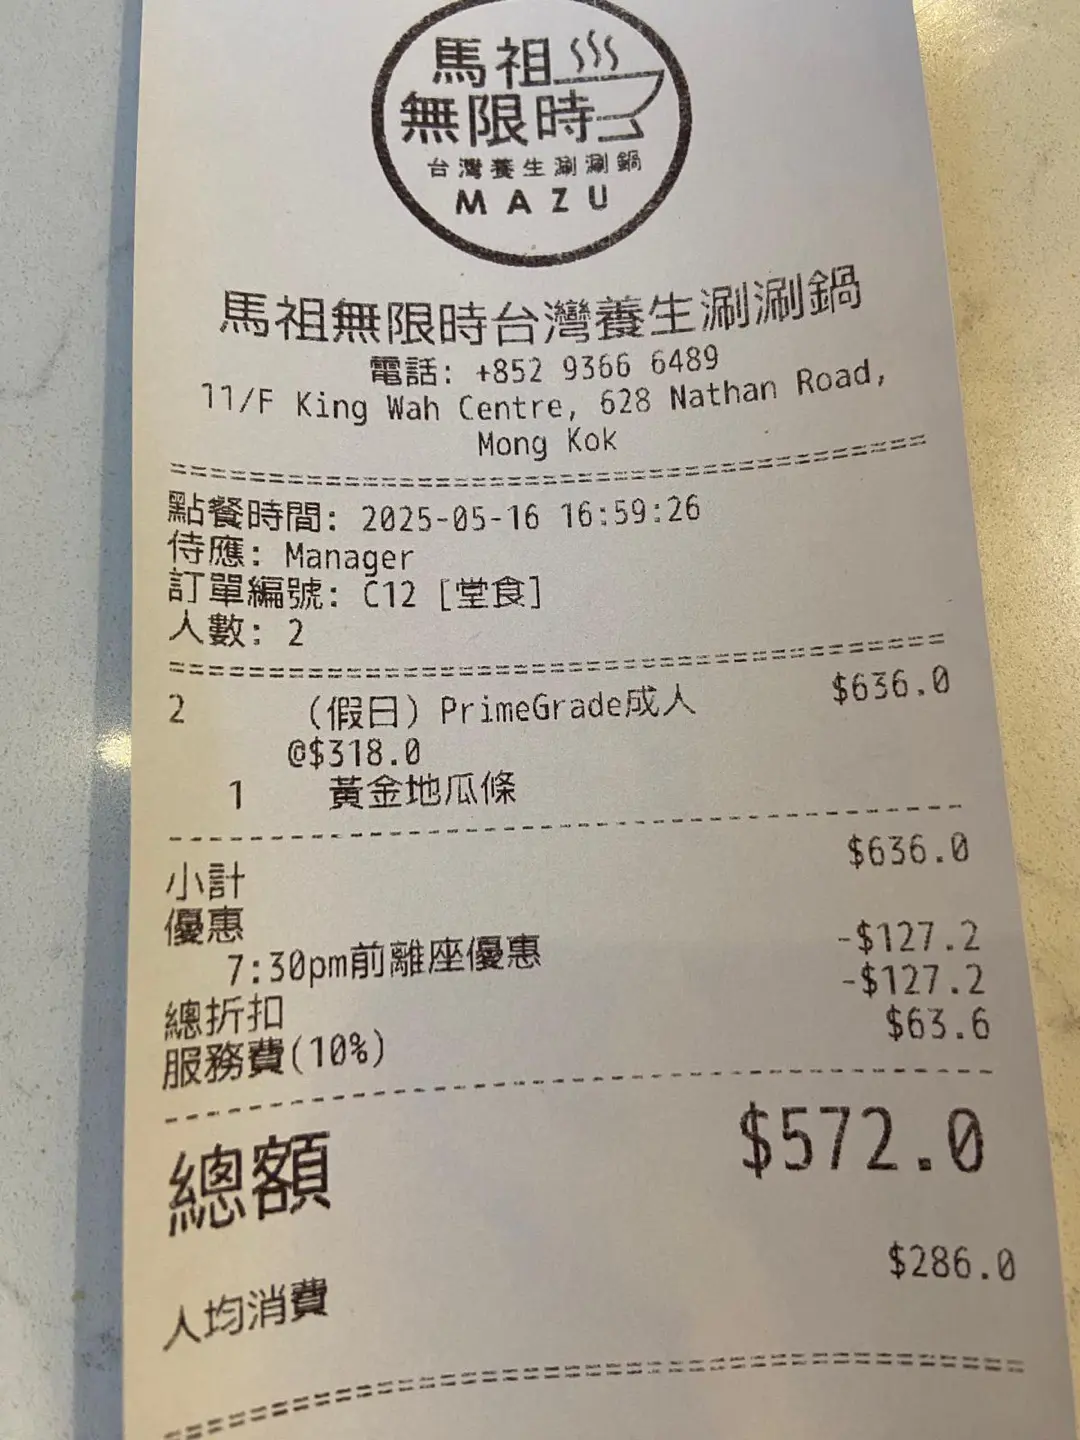 馬祖
無限時
台灣養生涮涮鍋
MAZU
馬祖無限時台灣養生涮涮鍋
電話: +852 9366 6489
11/F King Wah Centre, 628 Nathan Road,
Mong Kok
點餐時間: 2025-05-16 16:59:26
侍應: Manager
訂單編號: C12 [堂食]
人數: 2
2 (假日) PrimeGrade成人 $636.0
@$318.0
1 黃金地瓜條
小計 $636.0
優惠
7:30pm前離座優惠 -$127.2
總折扣 -$127.2
服務費(10%) $63.6
總額 $572.0
人均消費 $286.0